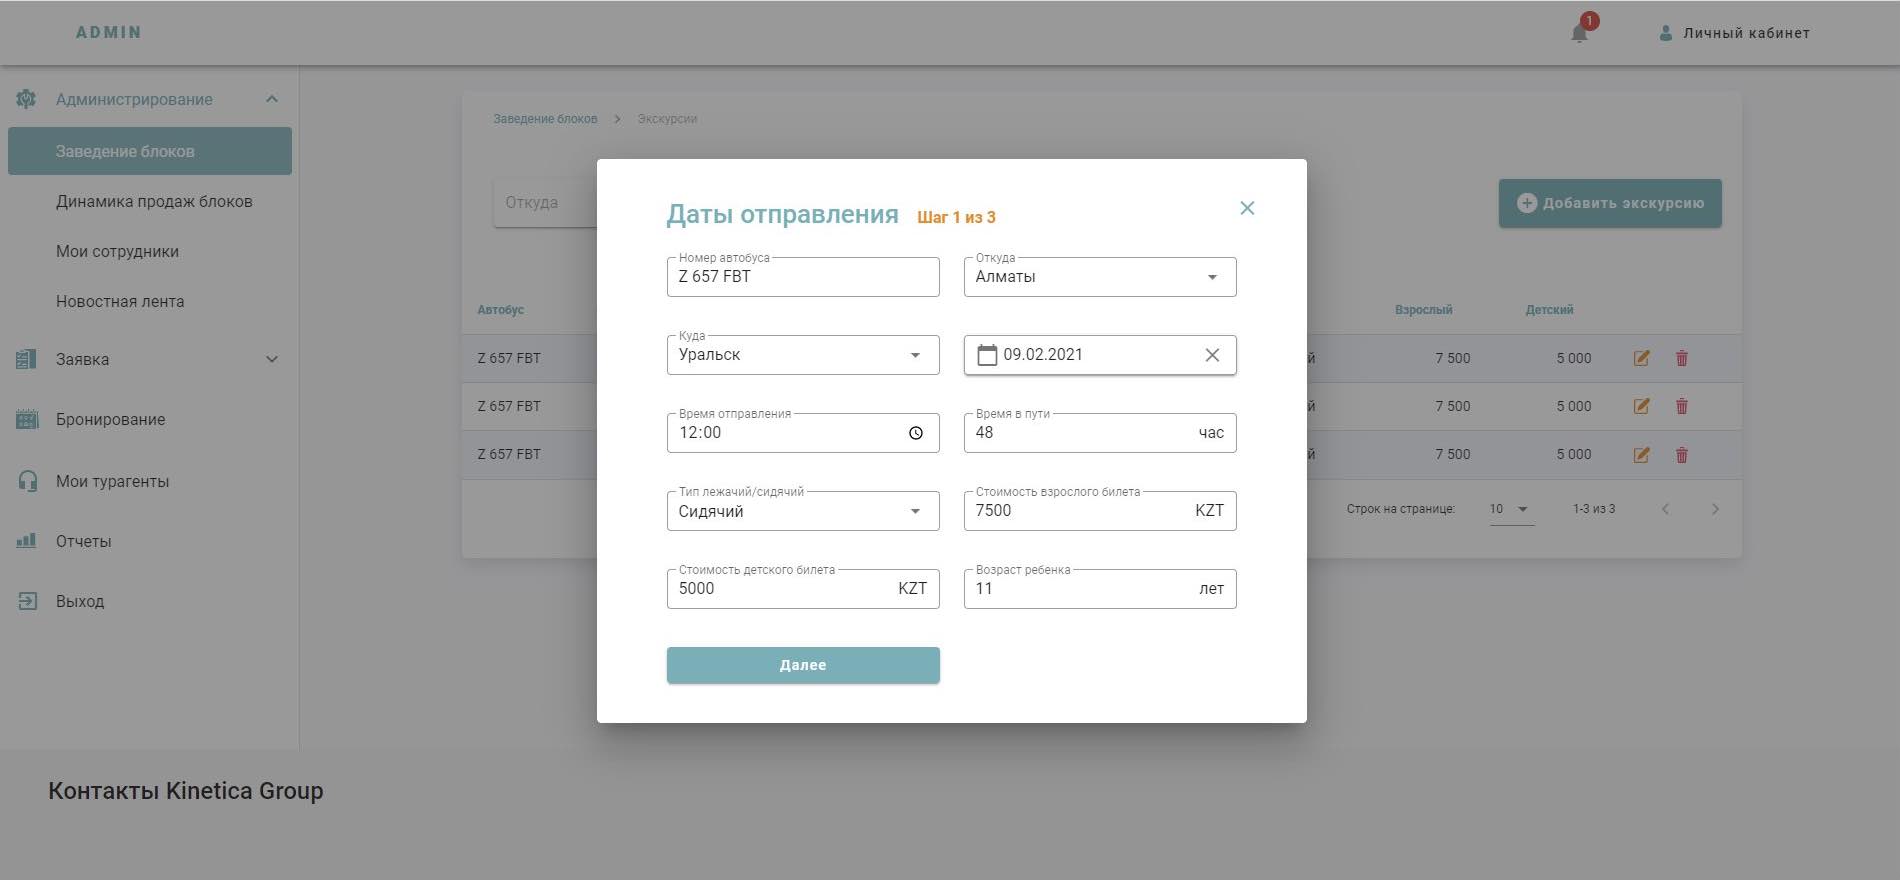 ADMIN
1
Личный кабинет
Администрирование
Заведение блоков
Динамика продаж блоков
Мои сотрудники
Новостная лента
Заявка
Бронирование
Мои турагенты
Отчеты
Выход
Заведение блоков > Экскурсии
Откуда
Добавить экскурсию
Автобус Взрослый Детский
Z 657 FBT й 7 500 5 000
Z 657 FBT й 7 500 5 000
Z 657 FBT й 7 500 5 000
Строк на странице: 10 1-3 из 3
Даты отправления Шаг 1 из 3
Номер автобуса
Z 657 FBT
Откуда
Алматы
Куда
Уральск
09.02.2021
Время отправления
12:00
Время в пути
48 час
Тип лежачий/сидячий
Сидячий
Стоимость взрослого билета
7500 KZT
Стоимость детского билета
5000 KZT
Возраст ребенка
11 лет
Далее
Контакты Kinetica Group